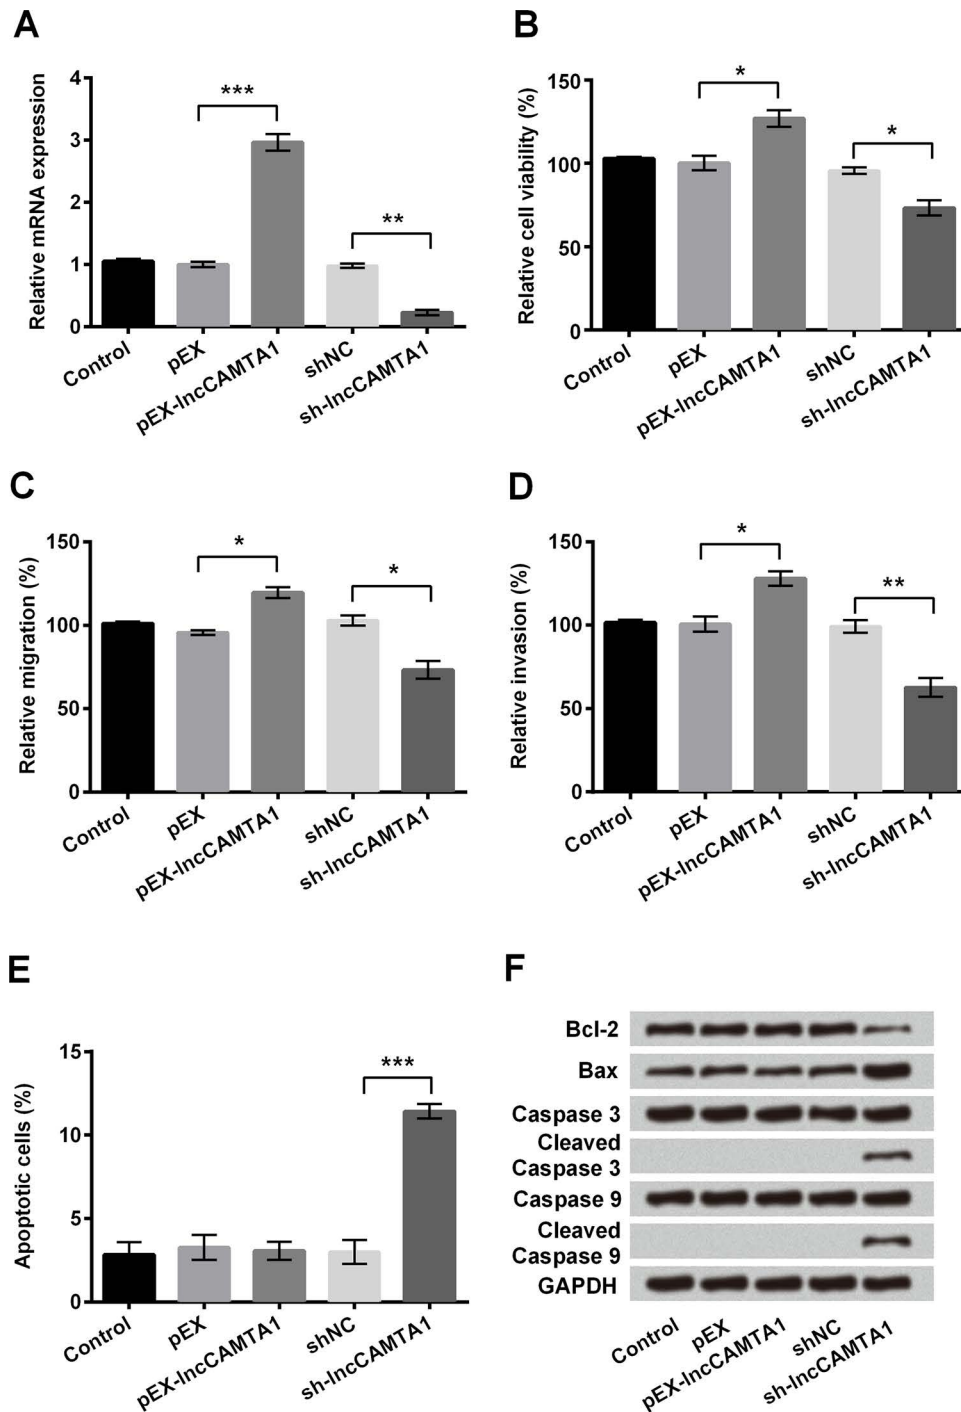 A
Relative mRNA expression
4
3
2
1
0
***
**
Control
pEX
pEX-lncCAMTA1
shNC
sh-lncCAMTA1
B
Relative cell viability (%)
150
100
50
0
*
*
Control
pEX
pEX-lncCAMTA1
shNC
sh-lncCAMTA1
C
Relative migration (%)
150
100
50
0
*
*
Control
pEX
pEX-lncCAMTA1
shNC
sh-lncCAMTA1
D
Relative invasion (%)
150
100
50
0
*
**
Control
pEX
pEX-lncCAMTA1
shNC
sh-lncCAMTA1
E
Apoptotic cells (%)
15
10
5
0
***
Control
pEX
pEX-lncCAMTA1
shNC
sh-lncCAMTA1
F
Bcl-2
Bax
Caspase 3
Cleaved
Caspase 3
Caspase 9
Cleaved
Caspase 9
GAPDH
Control
pEX
pEX-lncCAMTA1
shNC
sh-lncCAMTA1